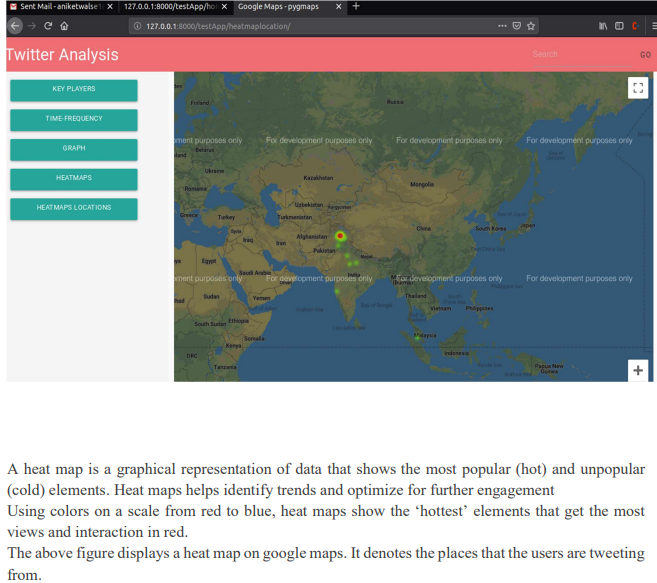 Sent Mail - aniketwalse1 × 127.0.0.1:8000/testApp/ho × Google Maps - pygmaps × +
127.0.0.1:8000/testApp/heatmaplocation/
Twitter Analysis
Search
GO
KEY PLAYERS
TIME-FREQUENCY
GRAPH
HEATMAPS
HEATMAPS LOCATIONS
Finland
Russia
ment purposes only For development purposes only For development purposes only For development purposes only
Belarus
Ukraine
Kazakhstan
Mongolia
Romania
Uzbekistan Kyrgyzstan
Greece Turkey Turkmenistan
South Korea Japan
Syria
Iraq Iran Afghanistan China
Pakistan
Egypt Nepal
Saudi Arabia India
ment purposes only For development purposes only For development purposes only For development purposes only
Oman
Sudan Yemen Thailand
Vietnam Philippines
South Sudan Ethiopia
Somalia Malaysia
Kenya
DRC Indonesia
Tanzania Papua New
Guinea
A heat map is a graphical representation of data that shows the most popular (hot) and unpopular
(cold) elements. Heat maps helps identify trends and optimize for further engagement
Using colors on a scale from red to blue, heat maps show the ‘hottest’ elements that get the most
views and interaction in red.
The above figure displays a heat map on google maps. It denotes the places that the users are tweeting
from.